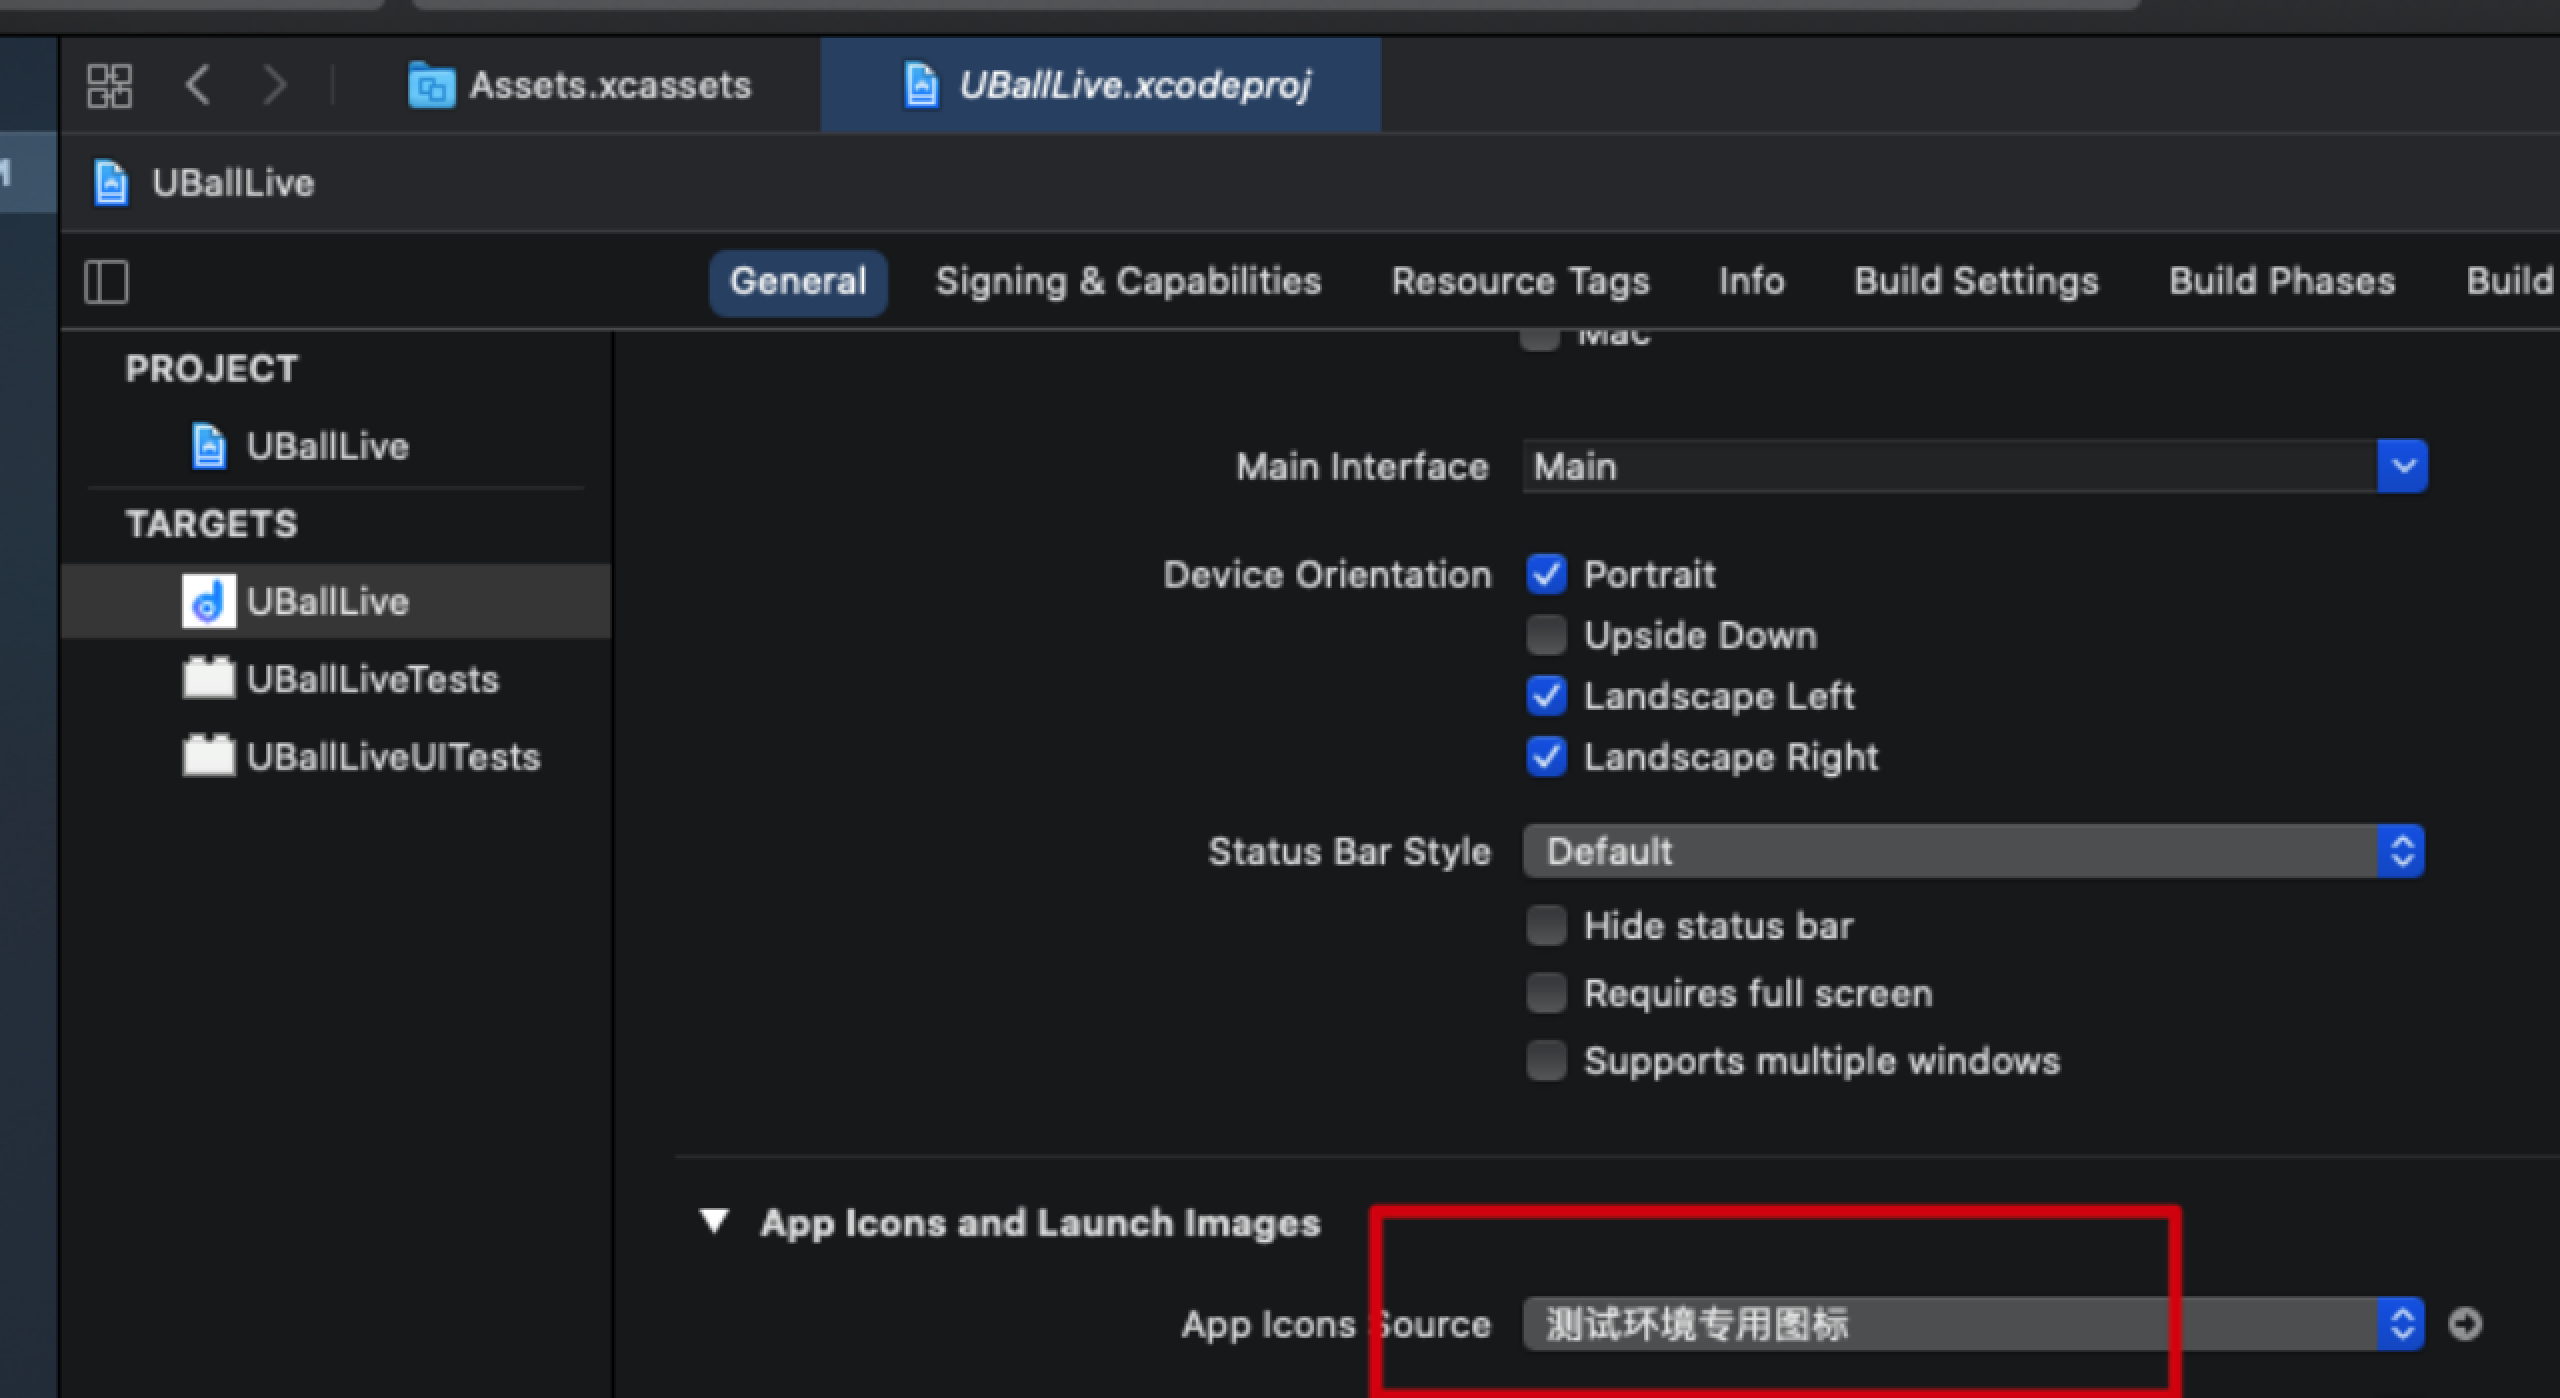 Assets.xcassets
UBallLive.xcodeproj
M
UBallLive
General
Signing & Capabilities
Resource Tags
Info
Build Settings
Build Phases
Build
PROJECT
UBallLive
TARGETS
UBallLive
UBallLiveTests
UBallLiveUITests
Mac
Main Interface
Main
Device Orientation
Portrait
Upside Down
Landscape Left
Landscape Right
Status Bar Style
Default
Hide status bar
Requires full screen
Supports multiple windows
App Icons and Launch Images
App Icons Source
测试环境专用图标